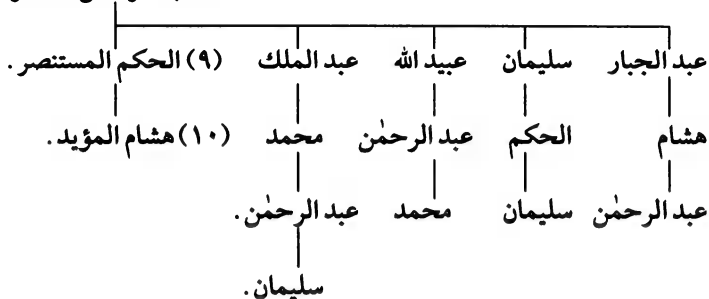 عبد الجبار سليمان عبيد الله عبد الملك (٩) الحكم المستنصر.
هشام الحكم عبد الرحمٰن محمد (١٠) هشام المؤيد.
عبد الرحمٰن سليمان محمد عبد الرحمٰن.
سليمان.